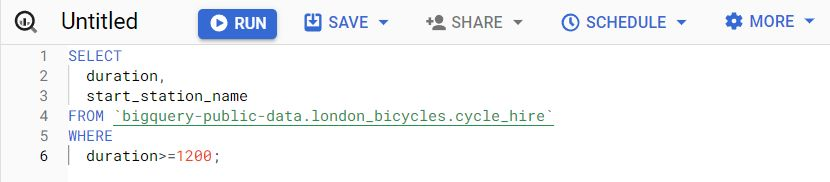 Untitled RUN SAVE SHARE SCHEDULE MORE
1 SELECT
2 duration,
3 start_station_name
4 FROM `bigquery-public-data.london_bicycles.cycle_hire`
5 WHERE
6 duration>=1200;